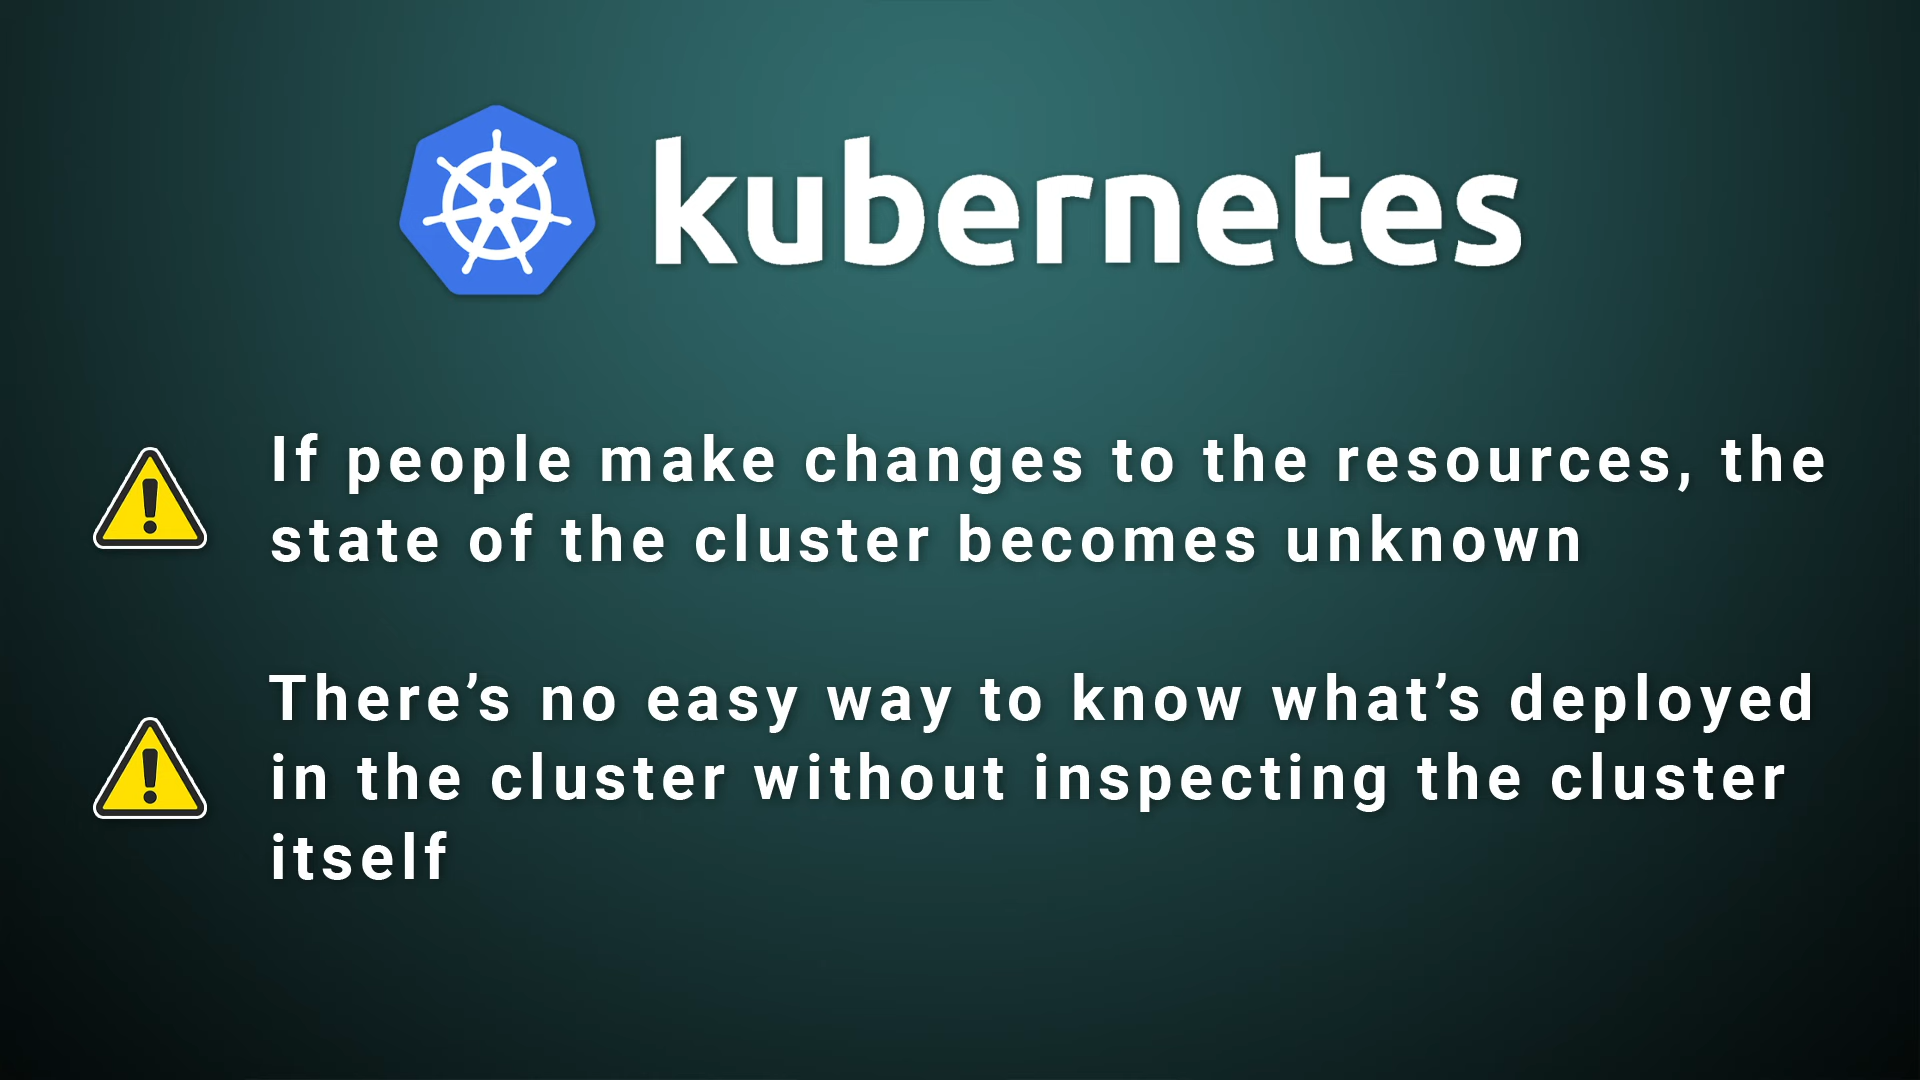 kubernetes
If people make changes to the resources, the
state of the cluster becomes unknown
There’s no easy way to know what’s deployed
in the cluster without inspecting the cluster
itself